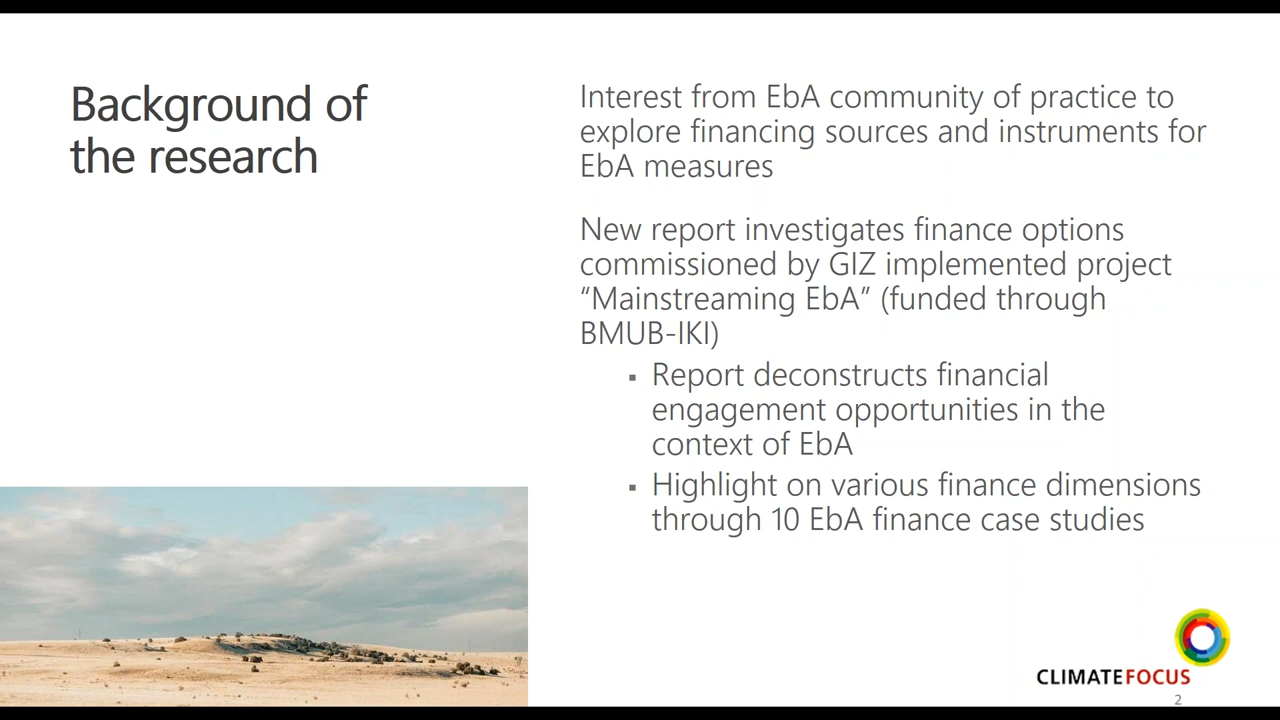 Background of
the research
Interest from EbA community of practice to
explore financing sources and instruments for
EbA measures
New report investigates finance options
commissioned by GIZ implemented project
“Mainstreaming EbA” (funded through
BMUB-IKI)
▪ Report deconstructs financial
engagement opportunities in the
context of EbA
▪ Highlight on various finance dimensions
through 10 EbA finance case studies
CLIMATEFOCUS
2